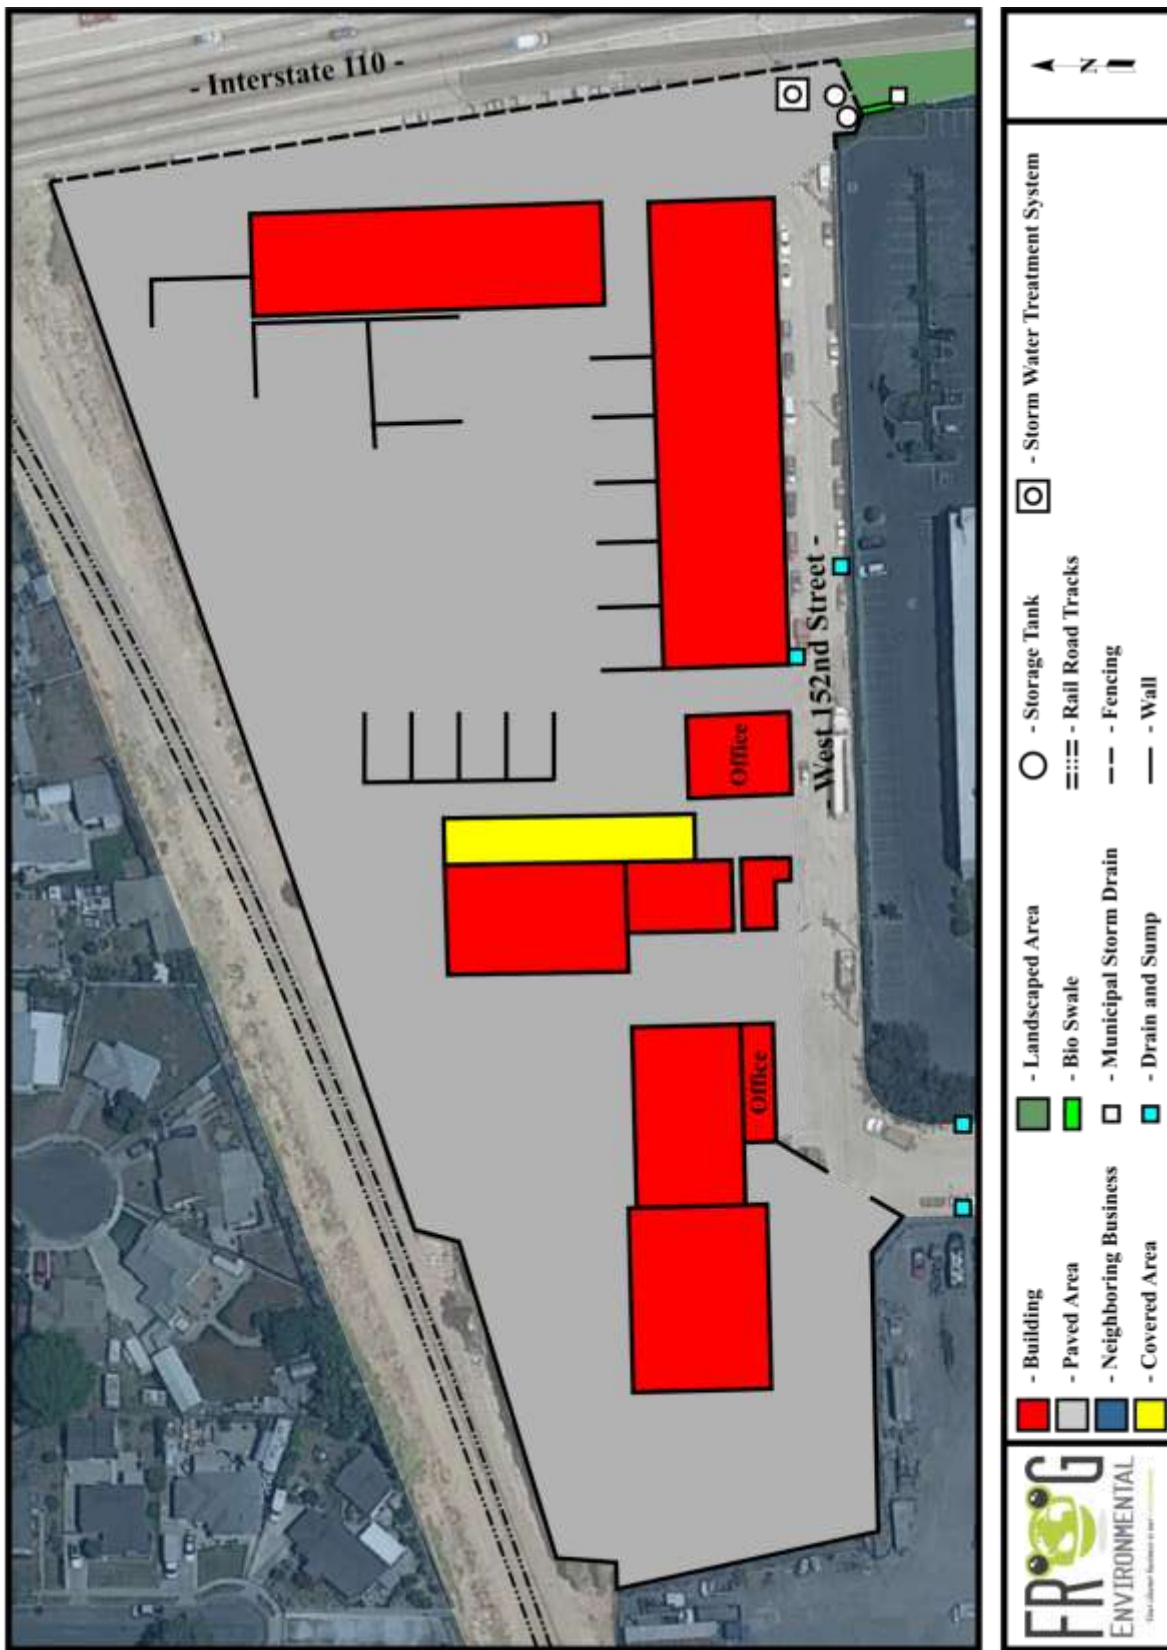 - Interstate I10 -
- West 152nd Street -
Office
Office
FROG
ENVIRONMENTAL
- Building
- Paved Area
- Neighboring Business
- Covered Area
- Landscaped Area
- Bio Swale
- Municipal Storm Drain
- Drain and Sump
- Storage Tank
- Rail Road Tracks
- Fencing
- Wall
- Storm Water Treatment System
N